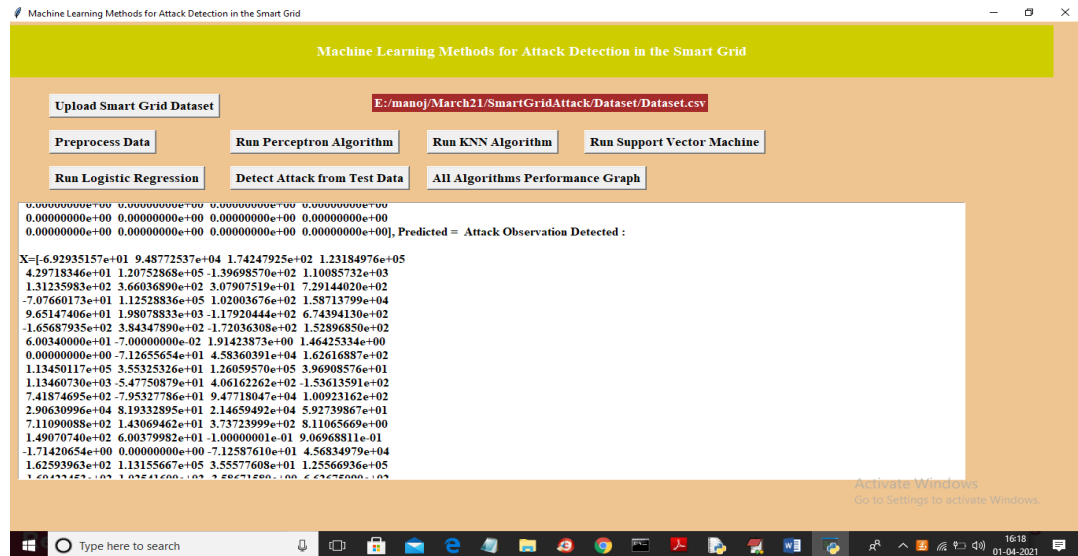 Machine Learning Methods for Attack Detection in the Smart Grid
Machine Learning Methods for Attack Detection in the Smart Grid
Upload Smart Grid Dataset
E:/manoj/March21/SmartGridAttack/Dataset/Dataset.csv
Preprocess Data
Run Perceptron Algorithm
Run KNN Algorithm
Run Support Vector Machine
Run Logistic Regression
Detect Attack from Test Data
All Algorithms Performance Graph
0.00000000e+00 0.00000000e+00 0.00000000e+00 0.00000000e+00
0.00000000e+00 0.00000000e+00 0.00000000e+00 0.00000000e+00
0.00000000e+00 0.00000000e+00 0.00000000e+00 0.00000000e+00], Predicted = Attack Observation Detected :
X=[-6.92935157e+01 9.48772537e+04 1.74247925e+02 1.23184976e+05
4.29718346e+01 1.20752868e+05 -1.39698570e+02 1.10085732e+03
1.31235983e+02 3.66036890e+02 3.07907519e+01 7.29144020e+02
-7.07660173e+01 1.12528836e+05 1.02003676e+02 1.58713799e+04
9.65147406e+01 1.98078833e+03 -1.17920444e+02 6.74394130e+02
-1.65687935e+02 3.84347890e+02 -1.72036308e+02 1.52896850e+02
6.00340000e+01 -7.00000000e-02 1.91423873e+00 1.46425334e+00
0.00000000e+00 -7.12655654e+01 4.58360391e+04 1.62616887e+02
1.13450117e+05 3.55325326e+01 1.26059570e+05 3.96908576e+01
1.13460730e+03 -5.47750879e+01 4.06162262e+02 -1.53613591e+02
7.41874695e+02 -7.95327786e+01 9.47718047e+04 1.00923162e+02
2.90630996e+04 8.19332895e+01 2.14659492e+04 5.92739867e+01
7.11090088e+02 1.43069462e+01 3.73723999e+02 8.11065669e+00
1.49070740e+02 6.00379982e+01 -1.00000001e-01 9.06968811e-01
-1.71420654e+00 0.00000000e+00 -7.12587610e+01 4.56834979e+04
1.62593963e+02 1.13155667e+05 3.55577608e+01 1.25566936e+05
Activate Windows
Go to Settings to activate Windows.
Type here to search
16:18
01-04-2021